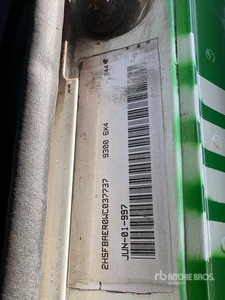 9300 6X4
2HSFBAER0WC037737
JUN-01-997
rb
RITCHIE BROS.